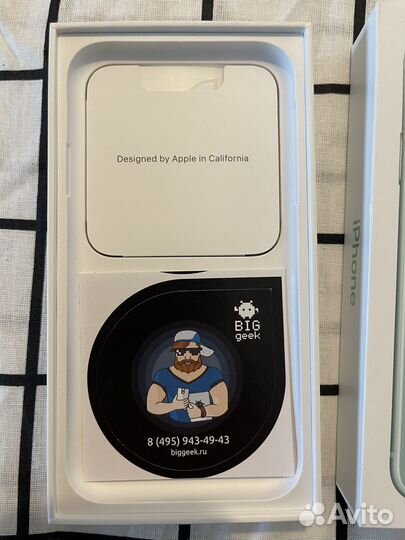 Designed by Apple in California
iPhone
BIG
geek
8 (495) 943-49-43
biggeek.ru
Avito